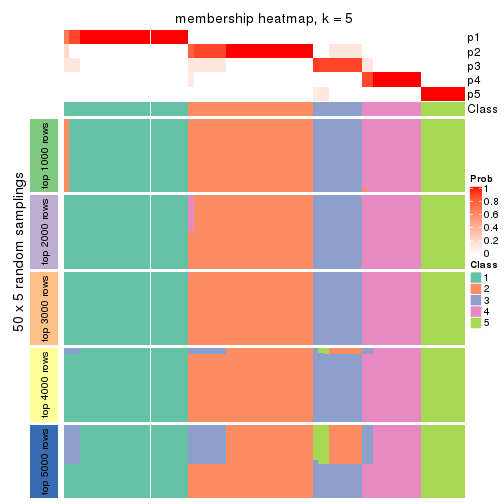 membership heatmap, k = 5
p1
p2
p3
p4
p5
Class
50 x 5 random samplings
top 1000 rows
top 2000 rows
top 3000 rows
top 4000 rows
top 5000 rows
Prob
1
0.8
0.6
0.4
0.2
0
Class
1
2
3
4
5